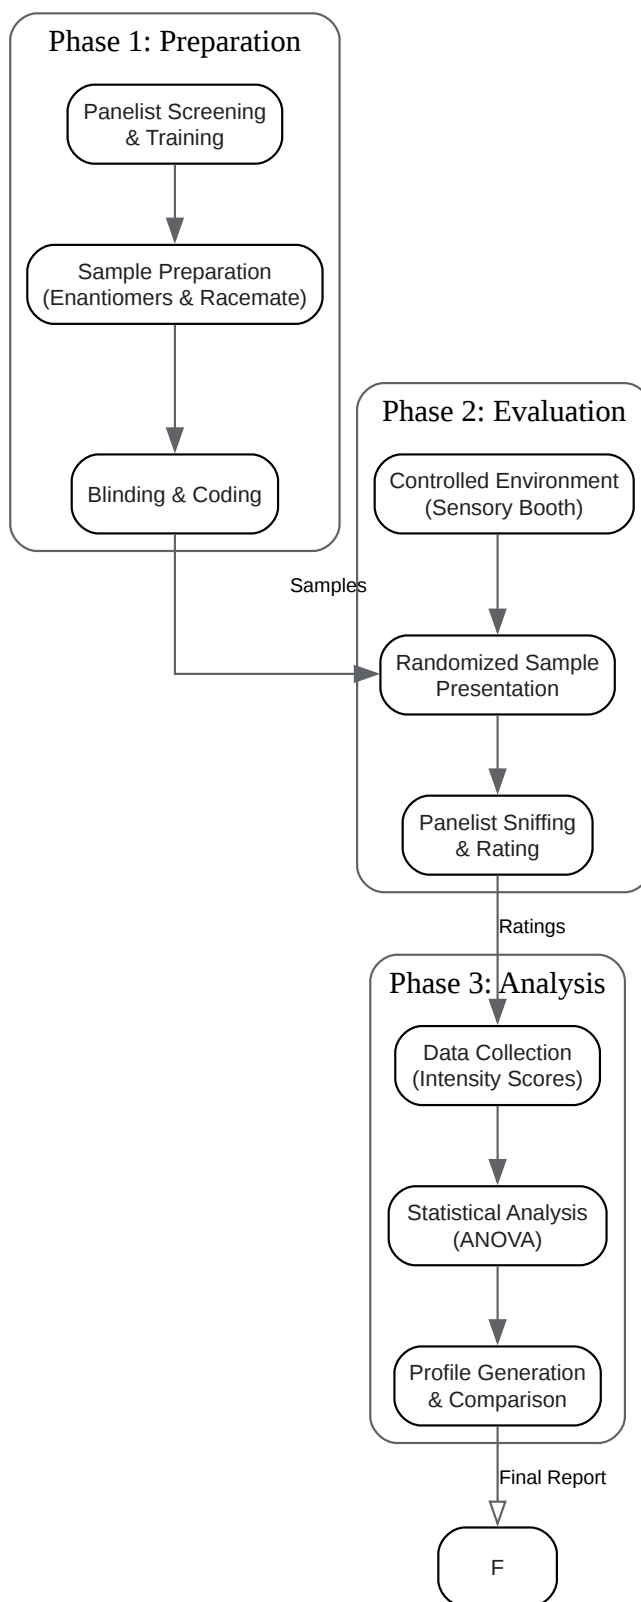 Phase 1: Preparation
Panelist Screening
& Training
Sample Preparation
(Enantiomers & Racemate)
Blinding & Coding
Samples
Phase 2: Evaluation
Controlled Environment
(Sensory Booth)
Randomized Sample
Presentation
Panelist Sniffing
& Rating
Ratings
Phase 3: Analysis
Data Collection
(Intensity Scores)
Statistical Analysis
(ANOVA)
Profile Generation
& Comparison
Final Report
F